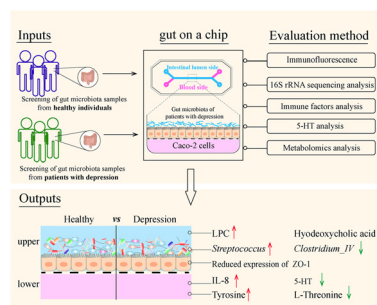 Inputs
gut on a chip
Evaluation method
Screening of gut microbiota samples
from healthy individuals
Screening of gut microbiota samples
from patients with depression
Intestinal lumen side
Blood side
Gut microbiota of
patients with depression
Caco-2 cells
Immunofluorescence
16S rRNA sequencing analysis
Immune factors analysis
5-HT analysis
Metabolomics analysis
Outputs
Healthy vs Depression
upper
lower
LPC
Streptococcus
Reduced expression of ZO-1
IL-8
Tyrosine
Hyodeoxycholic acid
Clostridium_IV
5-HT
L-Threonine